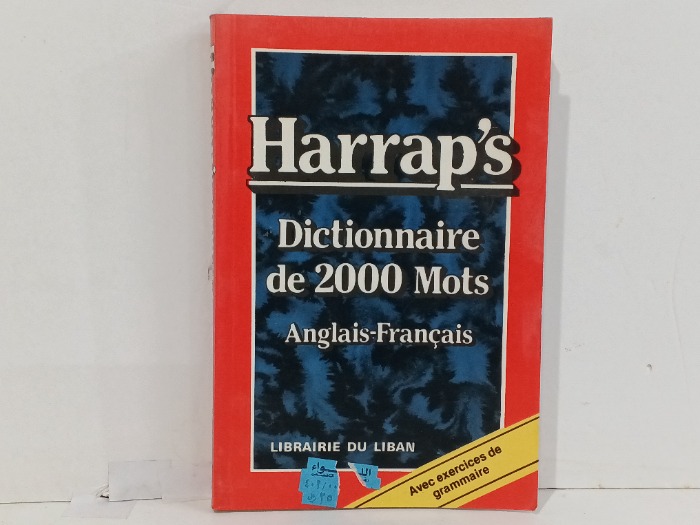 Harrap's
Dictionnaire
de 2000 Mots
Anglais-Français
LIBRAIRIE DU LIBAN
Avec exercices de
grammaire